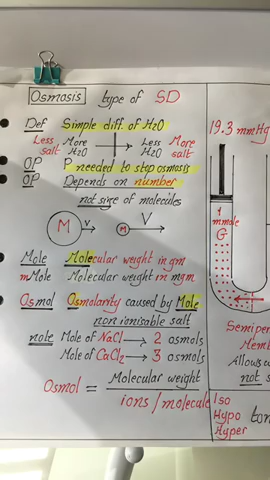 Osmosis type of SD
Def Simple diff. of H2O
Less salt More H2O → Less H2O More salt
OP P needed to stop osmosis
OP Depends on number
not size of molecules
M v M V
Mole Molecular weight in gm
mMole Molecular weight in mgm
Osmol Osmolarity caused by Mole
non ionisable salt
note Mole of NaCl → 2 osmols
Mole of CaCl2 → 3 osmols
Osmol = Molecular weight
ions/molecule
19.3 mmHg
1
mmole
G
Semiper
Mem
Allows
not s
Iso
Hypo ton
Hyper